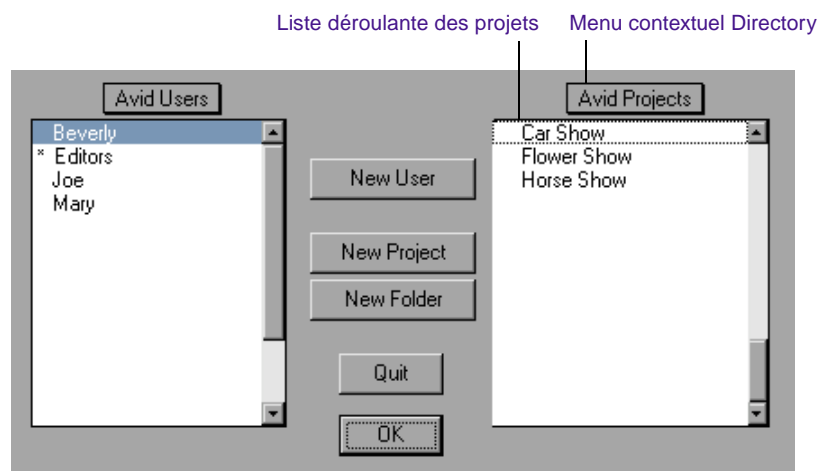 Liste déroulante des projets
Menu contextuel Directory
Avid Users
Avid Projects
Beverly
* Editors
Joe
Mary
New User
New Project
New Folder
Quit
OK
Car Show
Flower Show
Horse Show